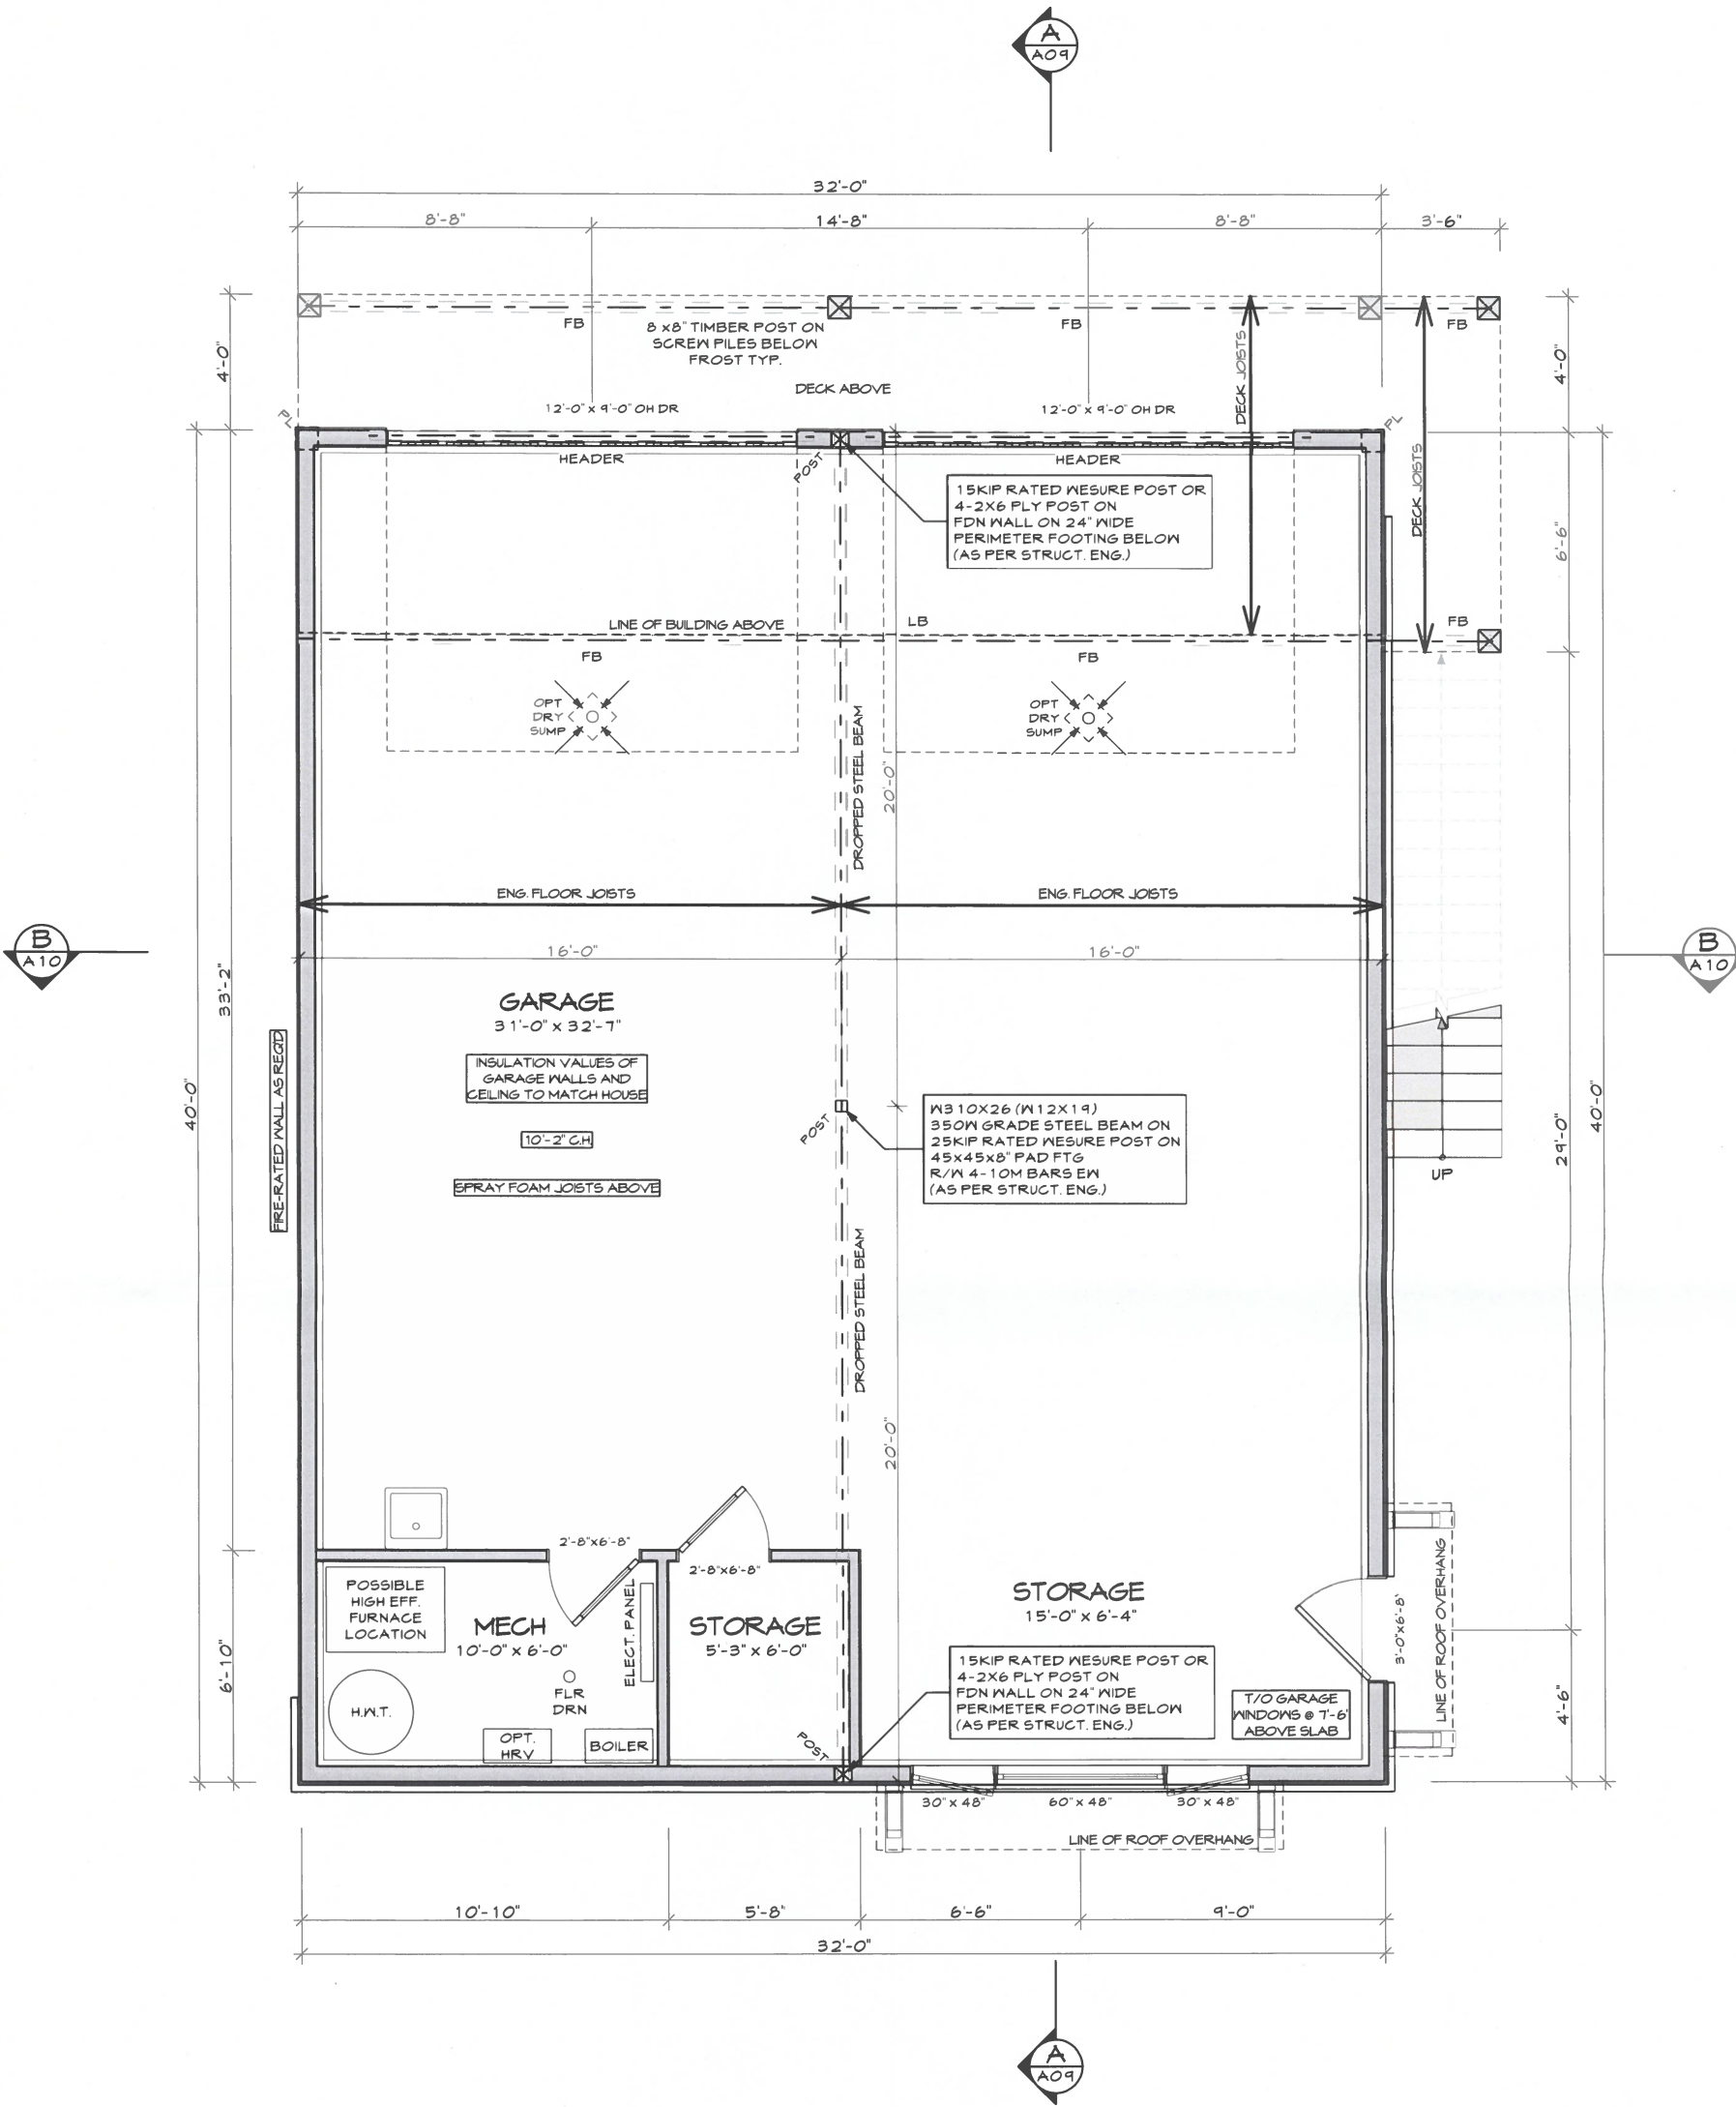 A
A09
32'-0"
8'-8"
14'-8"
8'-8"
3'-6"
FB
8 x8" TIMBER POST ON
SCREW PILES BELOW
FROST TYP.
FB
FB
DECK JOISTS
4'-0"
4'-0"
DECK ABOVE
12'-0" x 9'-0" OH DR
12'-0" x 9'-0" OH DR
PL
PL
HEADER
HEADER
POST
15KIP RATED WESURE POST OR
4-2X6 PLY POST ON
FDN WALL ON 24" WIDE
PERIMETER FOOTING BELOW
(AS PER STRUCT. ENG.)
DECK JOISTS
6'-6"
LINE OF BUILDING ABOVE
LB
FB
FB
FB
OPT
DRY
SUMP
OPT
DRY
SUMP
DROPPED STEEL BEAM
20'-0"
ENG. FLOOR JOISTS
ENG. FLOOR JOISTS
B
A10
B
A10
16'-0"
16'-0"
33'-2"
GARAGE
31'-0" x 32'-7"
INSULATION VALUES OF
GARAGE WALLS AND
CEILING TO MATCH HOUSE
10'-2" C.H.
SPRAY FOAM JOISTS ABOVE
FIRE-RATED WALL AS REQ'D
40'-0"
POST
W310X26 (W12X19)
350W GRADE STEEL BEAM ON
25KIP RATED WESURE POST ON
45x45x8" PAD FTG
R/W 4-10M BARS EW
(AS PER STRUCT. ENG.)
UP
29'-0"
40'-0"
DROPPED STEEL BEAM
20'-0"
2'-8"x6'-8"
2'-8"x6'-8"
POSSIBLE
HIGH EFF.
FURNACE
LOCATION
MECH
10'-0" x 6'-0"
ELECT. PANEL
STORAGE
5'-3" x 6'-0"
STORAGE
15'-0" x 6'-4"
3'-0"x6'-8"
LINE OF ROOF OVERHANG
6'-10"
H.W.T.
FLR
DRN
OPT.
HRV
BOILER
POST
15KIP RATED WESURE POST OR
4-2X6 PLY POST ON
FDN WALL ON 24" WIDE
PERIMETER FOOTING BELOW
(AS PER STRUCT. ENG.)
T/O GARAGE
WINDOWS @ 7'-6"
ABOVE SLAB
4'-6"
30" x 48"
60" x 48"
30" x 48"
LINE OF ROOF OVERHANG
10'-10"
5'-8"
6'-6"
9'-0"
32'-0"
A
A09